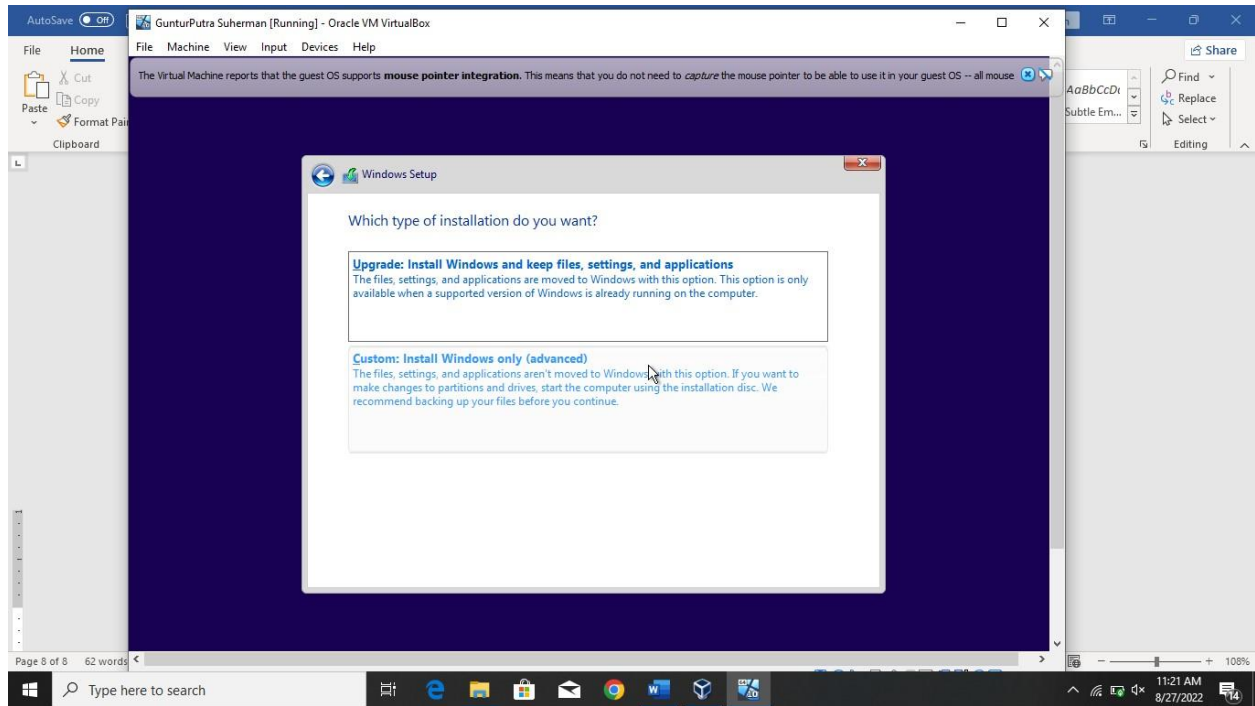 AutoSave Off
GunturPutra Suherman [Running] - Oracle VM VirtualBox
File Home
File Machine View Input Devices Help
Share
The Virtual Machine reports that the guest OS supports mouse pointer integration. This means that you do not need to capture the mouse pointer to be able to use it in your guest OS -- all mouse
Cut
Copy
Paste
Format Pai
Clipboard
AaBbCcDi
Subtle Em...
Find
Replace
Select
Editing
Windows Setup
Which type of installation do you want?
Upgrade: Install Windows and keep files, settings, and applications
The files, settings, and applications are moved to Windows with this option. This option is only
available when a supported version of Windows is already running on the computer.
Custom: Install Windows only (advanced)
The files, settings, and applications aren't moved to Windows with this option. If you want to
make changes to partitions and drives, start the computer using the installation disc. We
recommend backing up your files before you continue.
Page 8 of 8 62 words
108%
Type here to search
11:21 AM
8/27/2022
14